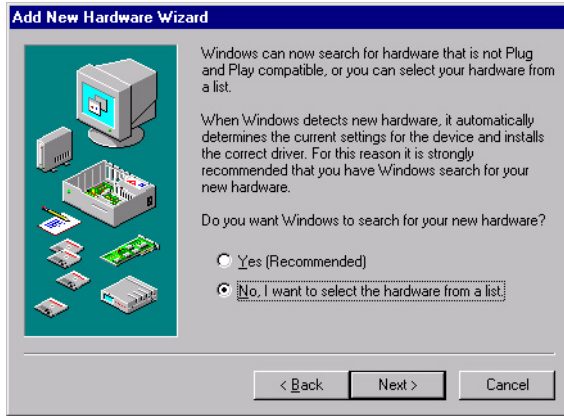 Add New Hardware Wizard
Windows can now search for hardware that is not Plug
and Play compatible, or you can select your hardware from
a list.
When Windows detects new hardware, it automatically
determines the current settings for the device and installs
the correct driver. For this reason it is strongly
recommended that you have Windows search for your
new hardware.
Do you want Windows to search for your new hardware?
Yes (Recommended)
No, I want to select the hardware from a list.
< Back
Next >
Cancel